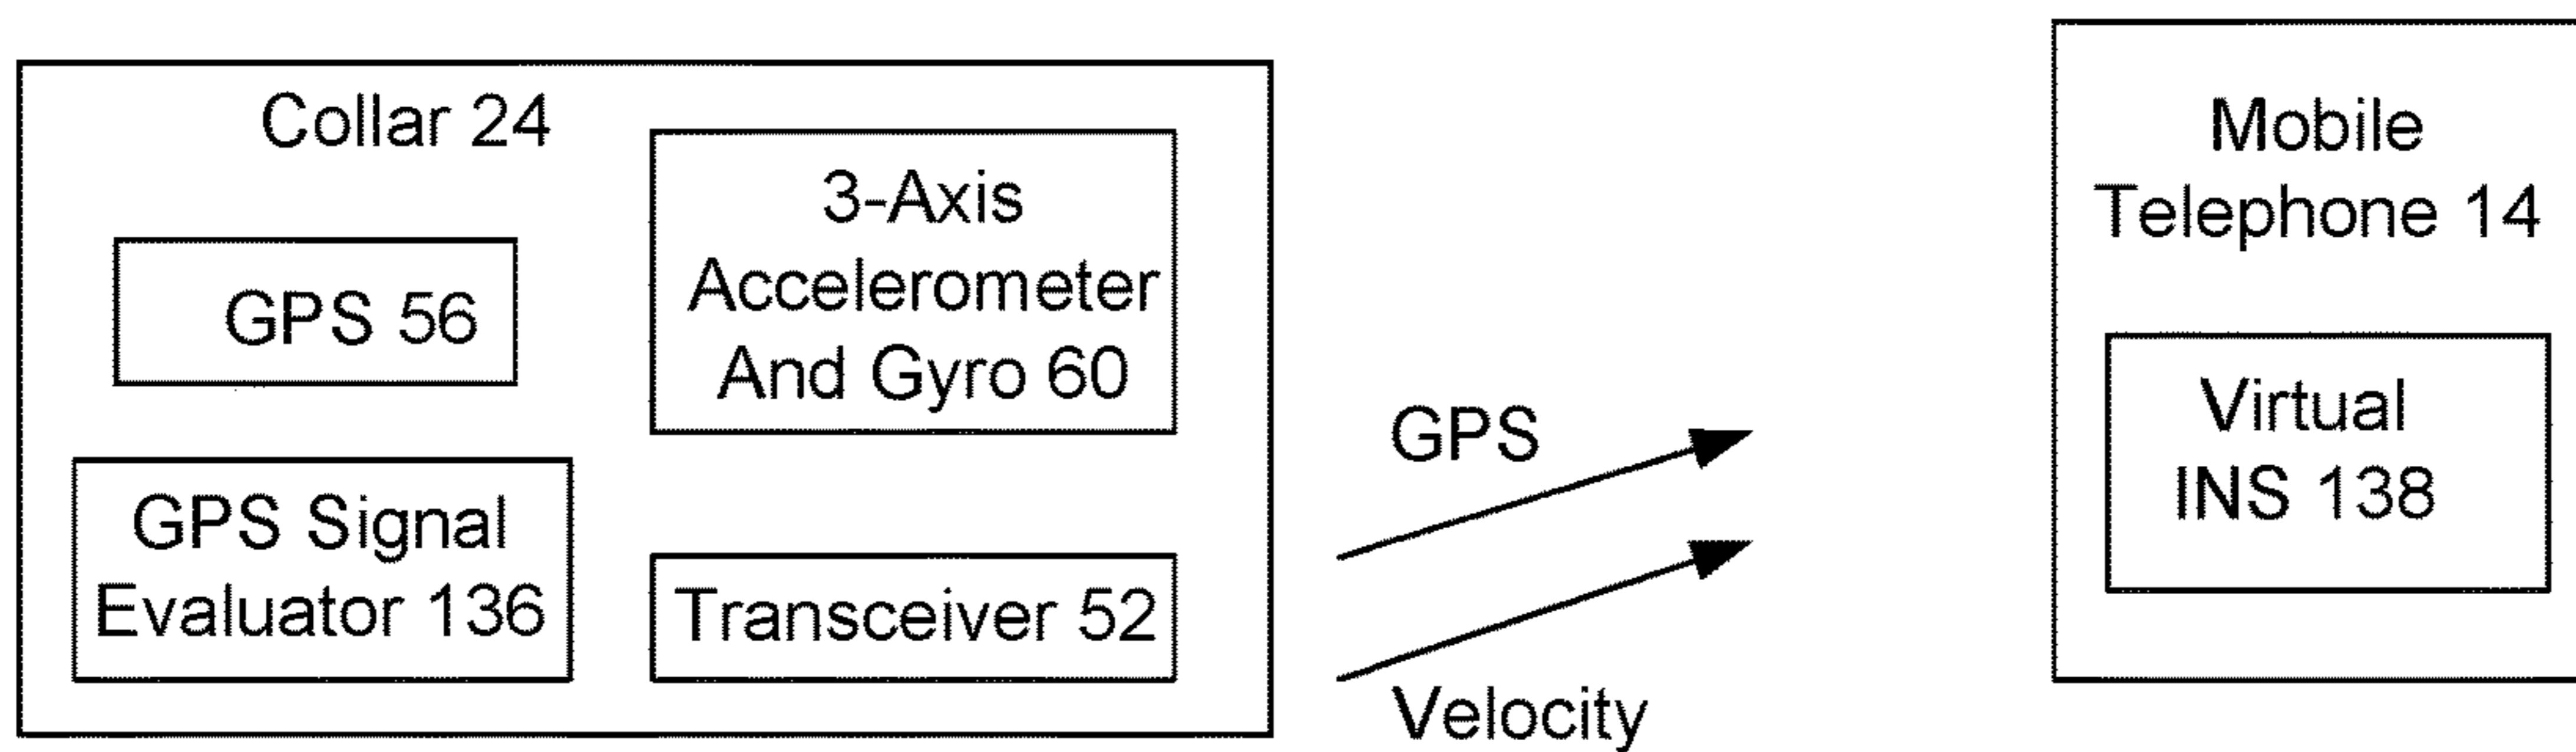 Collar 24
GPS 56
3-Axis
Accelerometer
And Gyro 60
GPS Signal
Evaluator 136
Transceiver 52
GPS
Velocity
Mobile
Telephone 14
Virtual
INS 138